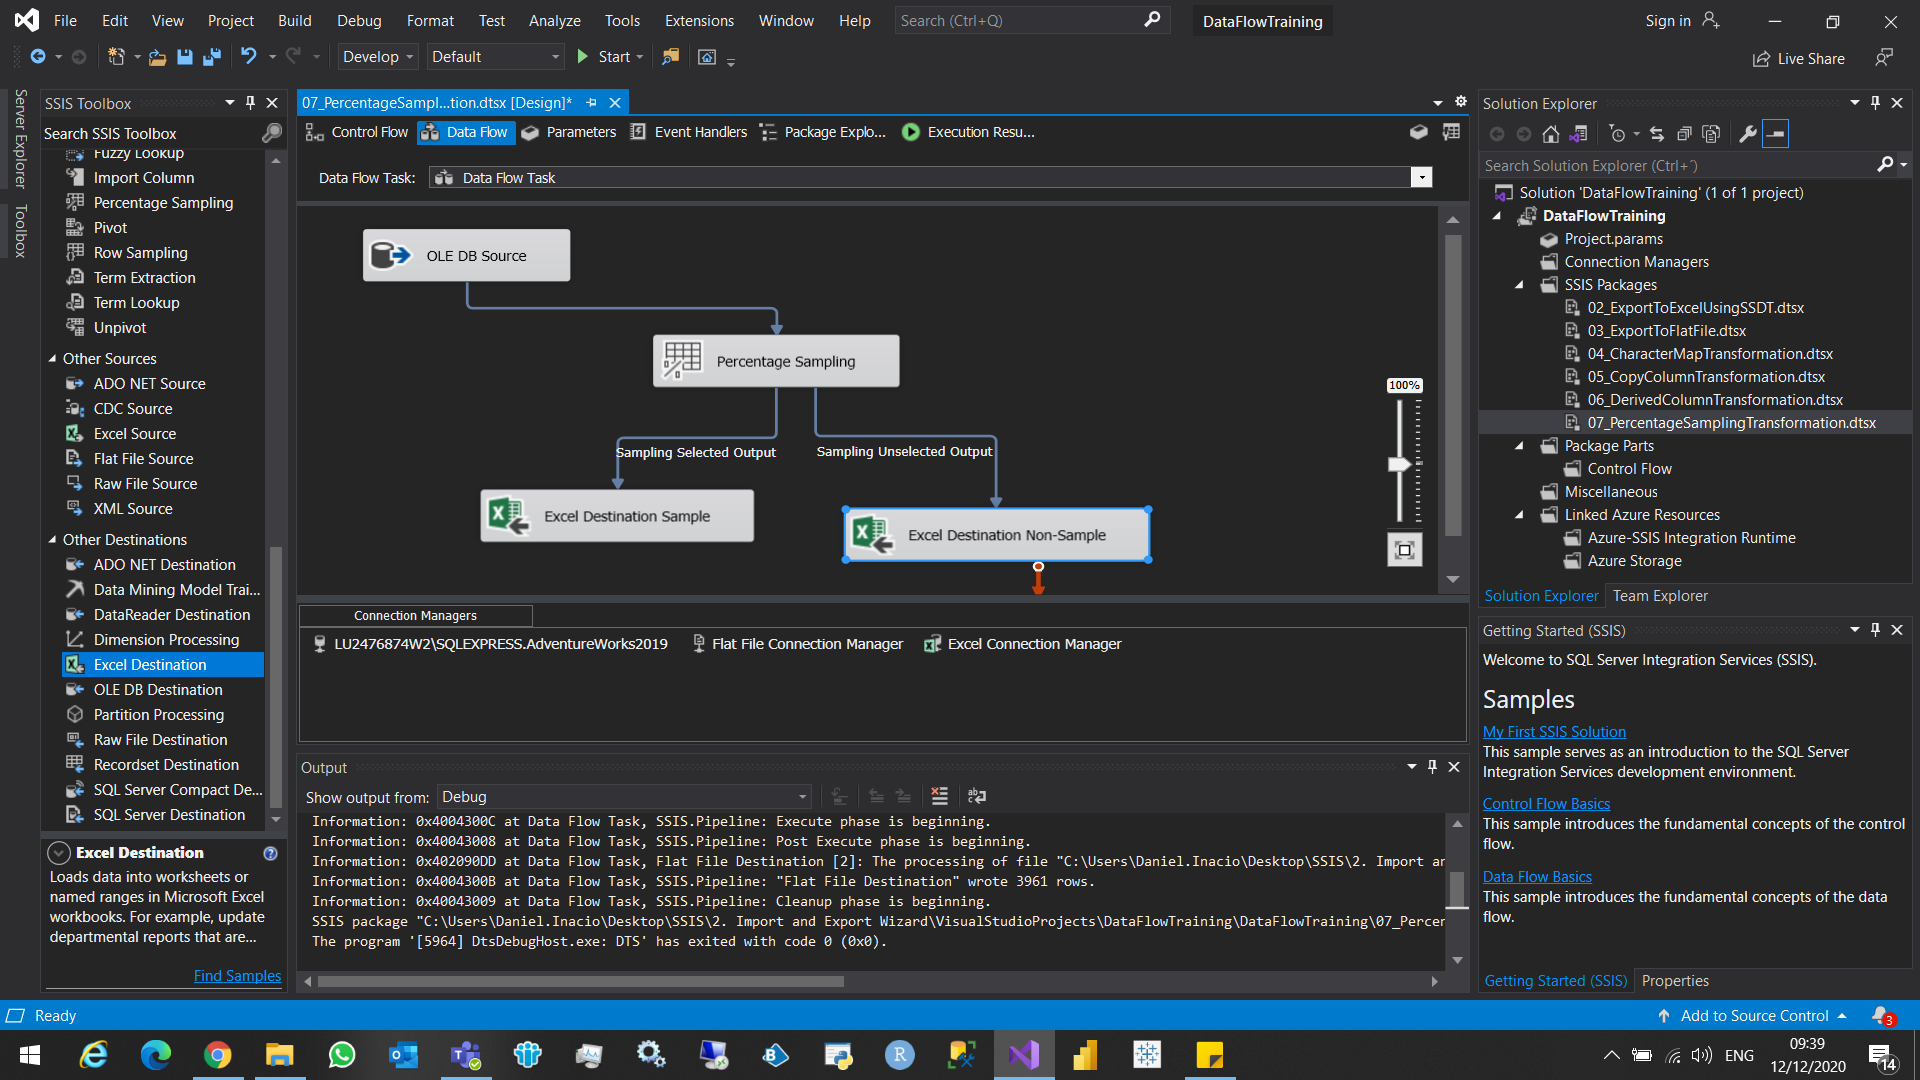 File Edit View Project Build Debug Format Test Analyze Tools Extensions Window Help Search (Ctrl+Q) DataFlowTraining Sign in
Develop Default Start Live Share
Server Explorer
Toolbox
SSIS Toolbox
Search SSIS Toolbox
Fuzzy Lookup
Import Column
Percentage Sampling
Pivot
Row Sampling
Term Extraction
Term Lookup
Unpivot
Other Sources
ADO NET Source
CDC Source
Excel Source
Flat File Source
Raw File Source
XML Source
Other Destinations
ADO NET Destination
Data Mining Model Trai...
DataReader Destination
Dimension Processing
Excel Destination
OLE DB Destination
Partition Processing
Raw File Destination
Recordset Destination
SQL Server Compact De...
SQL Server Destination
Excel Destination
Loads data into worksheets or
named ranges in Microsoft Excel
workbooks. For example, update
departmental reports that are...
Find Samples
07_PercentageSampl...tion.dtsx [Design]*
Control Flow Data Flow Parameters Event Handlers Package Explo... Execution Resu...
Data Flow Task: Data Flow Task
OLE DB Source
Percentage Sampling
100%
Sampling Selected Output Sampling Unselected Output
Excel Destination Sample
Excel Destination Non-Sample
Connection Managers
LU2476874W2\SQLEXPRESS.AdventureWorks2019 Flat File Connection Manager Excel Connection Manager
Output
Show output from: Debug
Information: 0x4004300C at Data Flow Task, SSIS.Pipeline: Execute phase is beginning.
Information: 0x40043008 at Data Flow Task, SSIS.Pipeline: Post Execute phase is beginning.
Information: 0x402090DD at Data Flow Task, Flat File Destination [2]: The processing of file "C:\Users\Daniel.Inacio\Desktop\SSIS\2. Import an
Information: 0x4004300B at Data Flow Task, SSIS.Pipeline: "Flat File Destination" wrote 3961 rows.
Information: 0x40043009 at Data Flow Task, SSIS.Pipeline: Cleanup phase is beginning.
SSIS package "C:\Users\Daniel.Inacio\Desktop\SSIS\2. Import and Export Wizard\VisualStudioProjects\DataFlowTraining\DataFlowTraining\07_Percen
The program '[5964] DtsDebugHost.exe: DTS' has exited with code 0 (0x0).
Solution Explorer
Search Solution Explorer (Ctrl+´)
Solution 'DataFlowTraining' (1 of 1 project)
DataFlowTraining
Project.params
Connection Managers
SSIS Packages
02_ExportToExcelUsingSSDT.dtsx
03_ExportToFlatFile.dtsx
04_CharacterMapTransformation.dtsx
05_CopyColumnTransformation.dtsx
06_DerivedColumnTransformation.dtsx
07_PercentageSamplingTransformation.dtsx
Package Parts
Control Flow
Miscellaneous
Linked Azure Resources
Azure-SSIS Integration Runtime
Azure Storage
Solution Explorer Team Explorer
Getting Started (SSIS)
Welcome to SQL Server Integration Services (SSIS).
Samples
My First SSIS Solution
This sample serves as an introduction to the SQL Server
Integration Services development environment.
Control Flow Basics
This sample introduces the fundamental concepts of the control
flow.
Data Flow Basics
This sample introduces the fundamental concepts of the data
flow.
Getting Started (SSIS) Properties
Ready Add to Source Control 3
ENG 09:39
12/12/2020 14